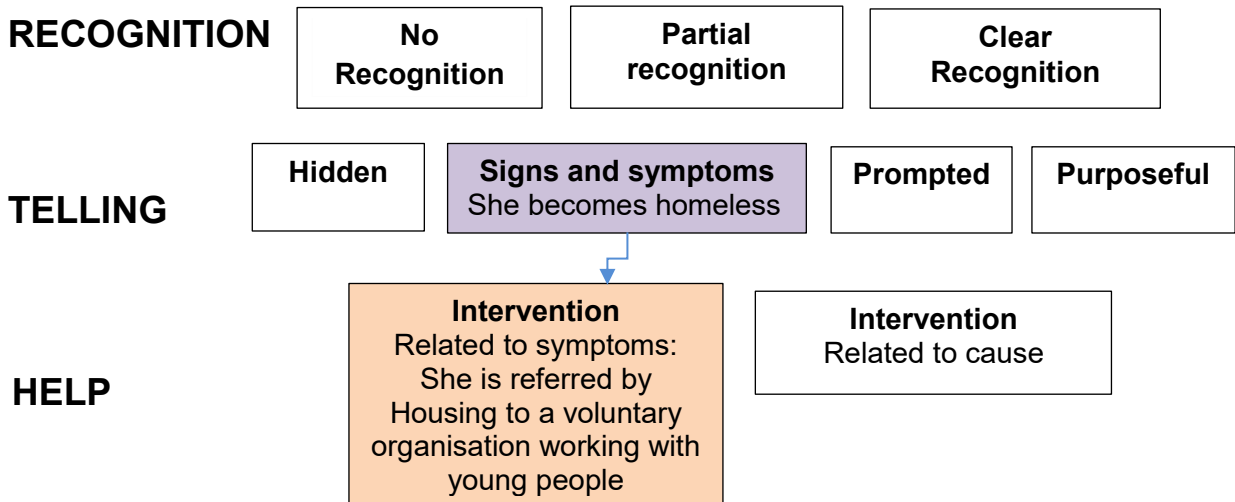 RECOGNITION
No
Recognition
Partial
recognition
Clear
Recognition
TELLING
Hidden
Signs and symptoms
She becomes homeless
Prompted
Purposeful
HELP
Intervention
Related to symptoms:
She is referred by
Housing to a voluntary
organisation working with
young people
Intervention
Related to cause